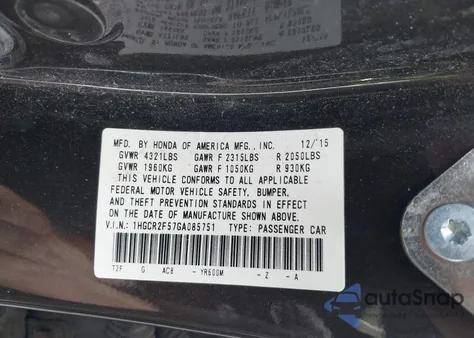 MFD. BY HONDA OF AMERICA MFG., INC. 12/15
GVWR 4321LBS GAWR F 2315LBS R 2050LBS
GVWR 1960KG GAWR F 1050KG R 930KG
THIS VEHICLE CONFORMS TO ALL APPLICABLE
FEDERAL MOTOR VEHICLE SAFETY, BUMPER,
AND THEFT PREVENTION STANDARDS IN EFFECT
ON THE DATE OF MANUFACTURE SHOWN ABOVE.
V.I.N.: 1HGCR2F57GA085751 TYPE: PASSENGER CAR
T2F G AC8 - YR600M - Z - A
autoSnap